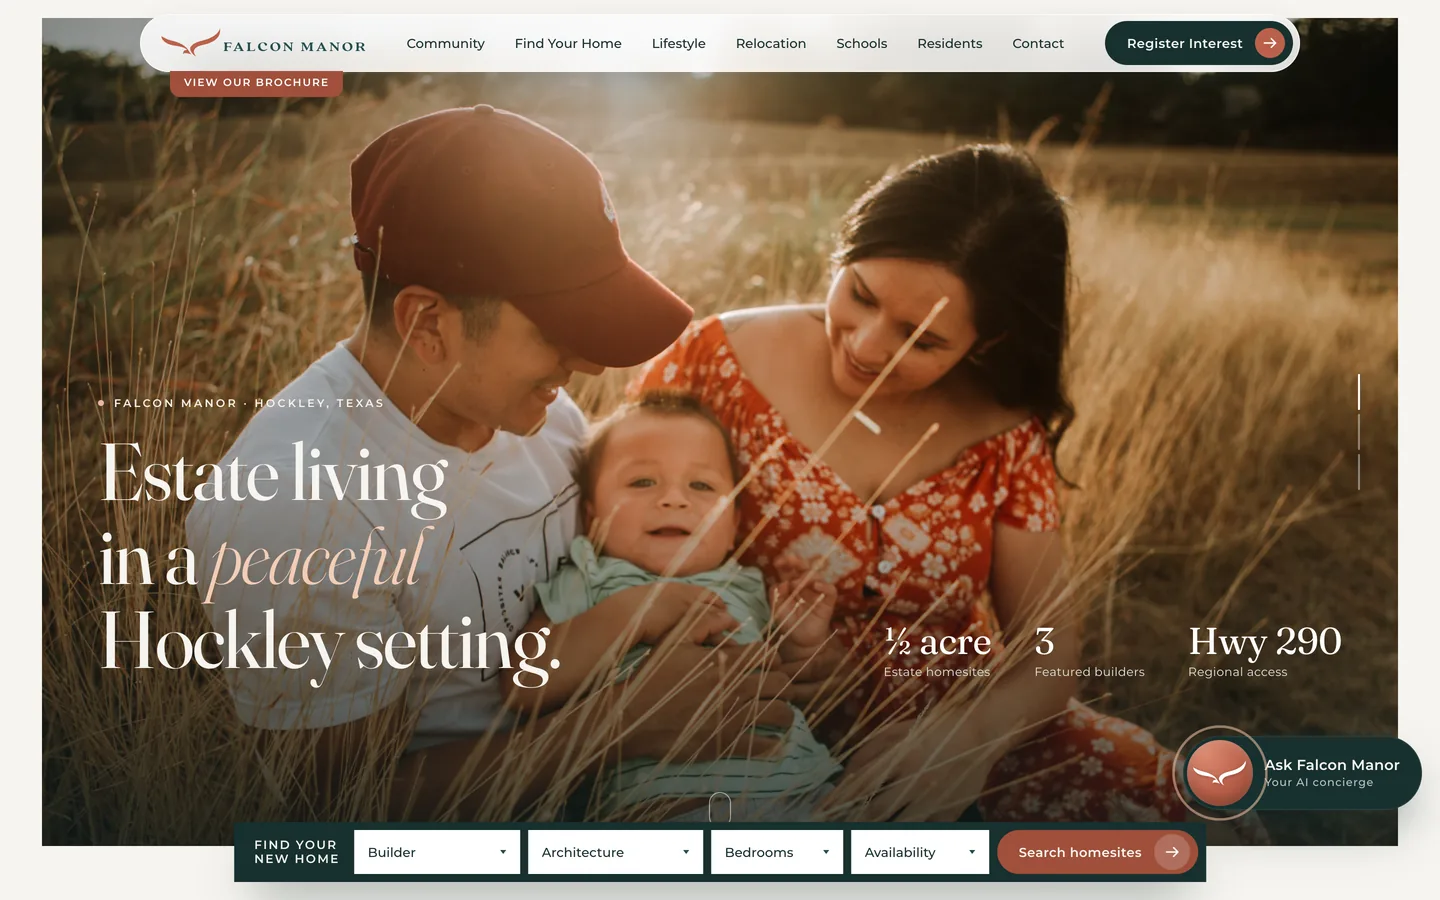 FALCON MANOR
Community
Find Your Home
Lifestyle
Relocation
Schools
Residents
Contact
Register Interest
VIEW OUR BROCHURE
FALCON MANOR · HOCKLEY, TEXAS
Estate living
in a peaceful
Hockley setting.
½ acre
Estate homesites
3
Featured builders
Hwy 290
Regional access
Ask Falcon Manor
Your AI concierge
FIND YOUR
NEW HOME
Builder
Architecture
Bedrooms
Availability
Search homesites